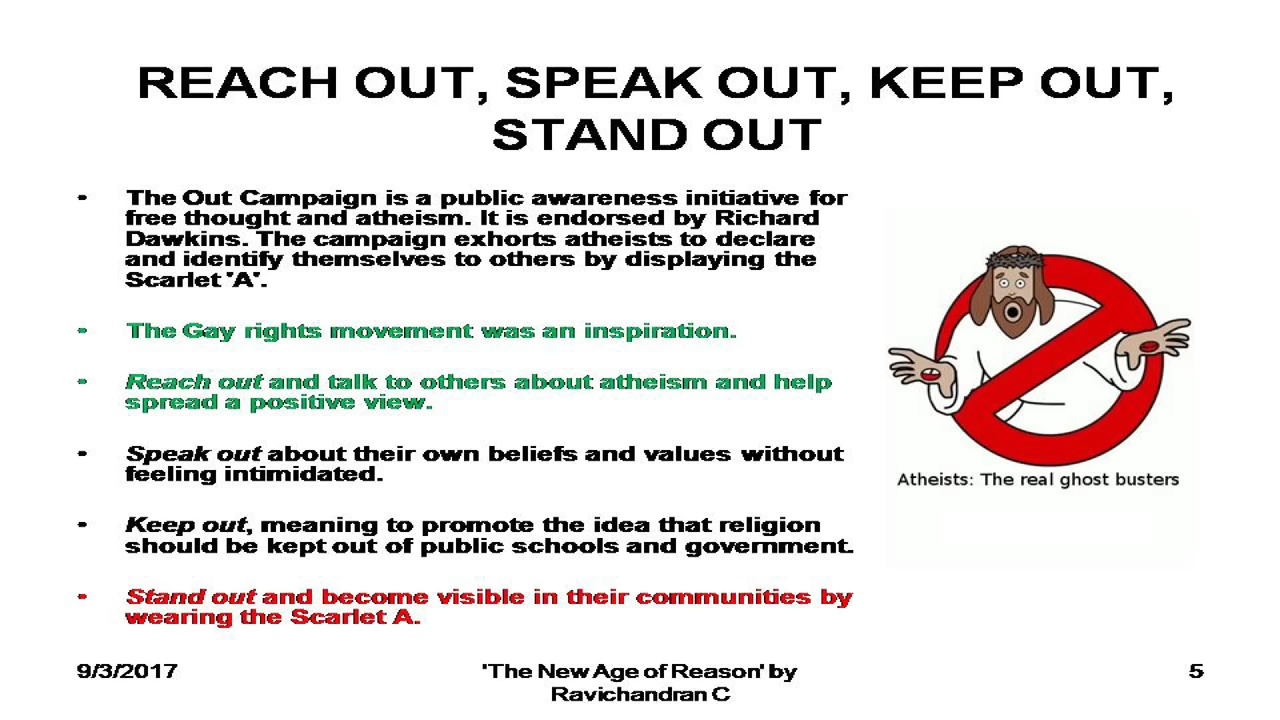 REACH OUT, SPEAK OUT, KEEP OUT,
STAND OUT
• The Out Campaign is a public awareness initiative for
free thought and atheism. It is endorsed by Richard
Dawkins. The campaign exhorts atheists to declare
and identify themselves to others by displaying the
Scarlet 'A'.
• The Gay rights movement was an inspiration.
• Reach out and talk to others about atheism and help
spread a positive view.
• Speak out about their own beliefs and values without
feeling intimidated.
• Keep out, meaning to promote the idea that religion
should be kept out of public schools and government.
• Stand out and become visible in their communities by
wearing the Scarlet A.
Atheists: The real ghost busters
9/3/2017
'The New Age of Reason' by
Ravichandran C
5